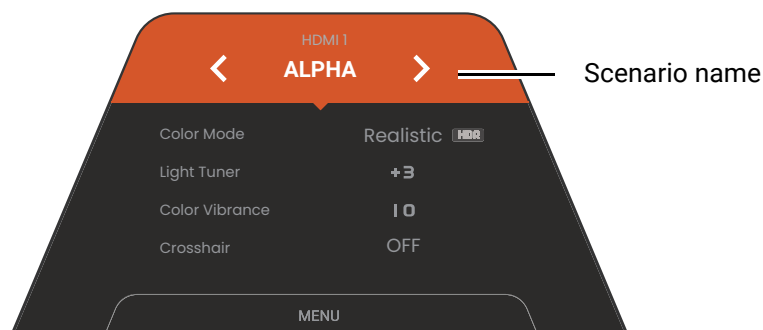 HDMI 1
ALPHA
Scenario name
Color Mode Realistic HDR
Light Tuner +3
Color Vibrance 10
Crosshair OFF
MENU